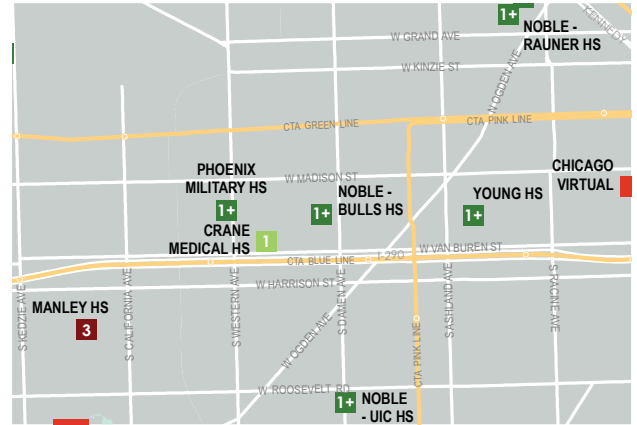 1+
NOBLE -
RAUNER HS
KENNEDY
W GRAND AVE
W KINZIE ST
N OGDEN AVE
CTA GREEN LINE
CTA PINK LINE
PHOENIX
MILITARY HS
1+
W MADISON ST
CHICAGO
VIRTUAL
NOBLE -
BULLS HS
1+
YOUNG HS
1+
CRANE
MEDICAL HS
1
W VAN BUREN ST
I-290
CTA BLUE LINE
W HARRISON ST
MANLEY HS
3
S KEDZIE AVE
S CALIFORNIA AVE
S WESTERN AVE
S DAMEN AVE
W OGDEN AVE
CTA PINK LINE
S ASHLAND AVE
S RACINE AVE
W ROOSEVELT RD
1+
NOBLE
- UIC HS